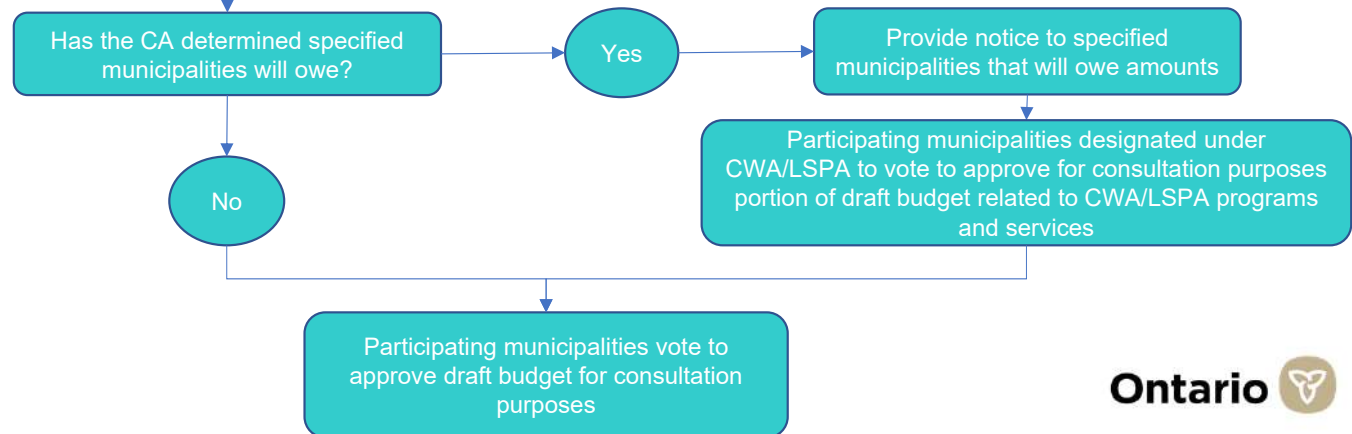 Has the CA determined specified
municipalities will owe?
Yes
Provide notice to specified
municipalities that will owe amounts
Participating municipalities designated under
CWA/LSPA to vote to approve for consultation purposes
portion of draft budget related to CWA/LSPA programs
and services
No
Participating municipalities vote to
approve draft budget for consultation
purposes
Ontario